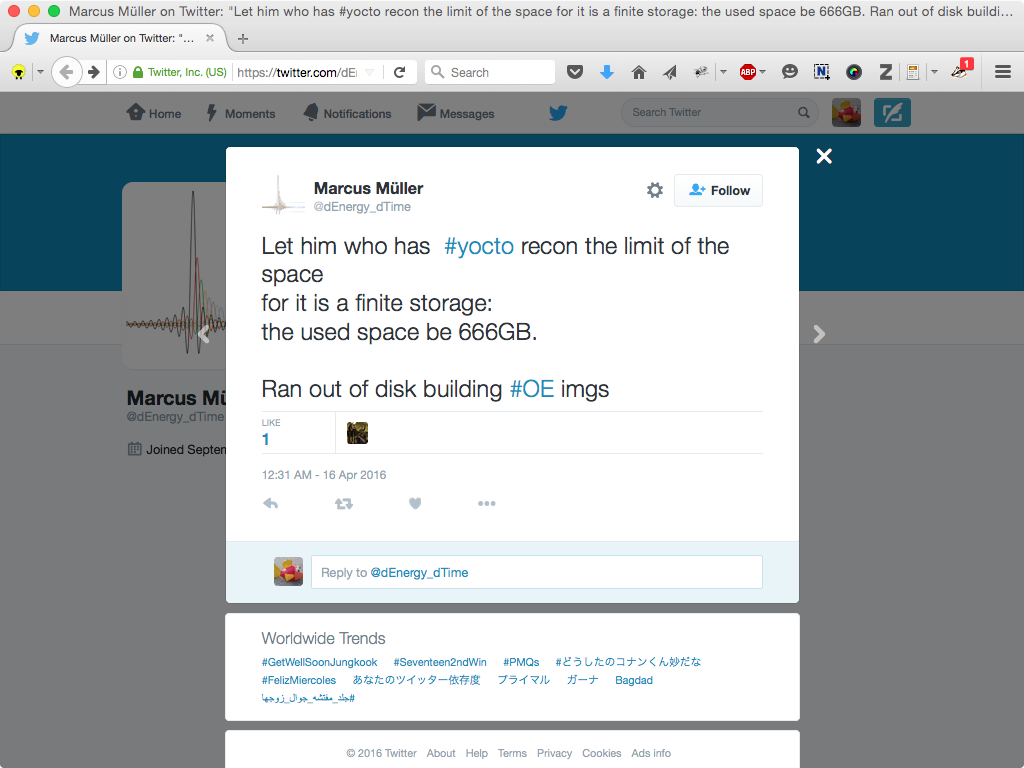 Marcus Müller on Twitter: "Let him who has #yocto recon the limit of the space for it is a finite storage: the used space be 666GB. Ran out of disk buildi…
Marcus Müller on Twitter: "…
Twitter, Inc. (US)
https://twitter.com/dE
Search
ABP
N
Z
1
Home
Moments
Notifications
Messages
Search Twitter
Marcus Müller
@dEnergy_dTime
Follow
Let him who has #yocto recon the limit of the
space
for it is a finite storage:
the used space be 666GB.
Ran out of disk building #OE imgs
LIKE
1
12:31 AM - 16 Apr 2016
Reply to @dEnergy_dTime
Marcus Mü
@dEnergy_dTime
Joined Septen
Worldwide Trends
#GetWellSoonJungkook #Seventeen2ndWin #PMQs #どうしたのコナンくん妙だな
#FelizMiercoles あなたのツイッター依存度 プライマル ガーナ Bagdad
#جلد_مفتشه_جوال_زوجها
© 2016 Twitter About Help Terms Privacy Cookies Ads info